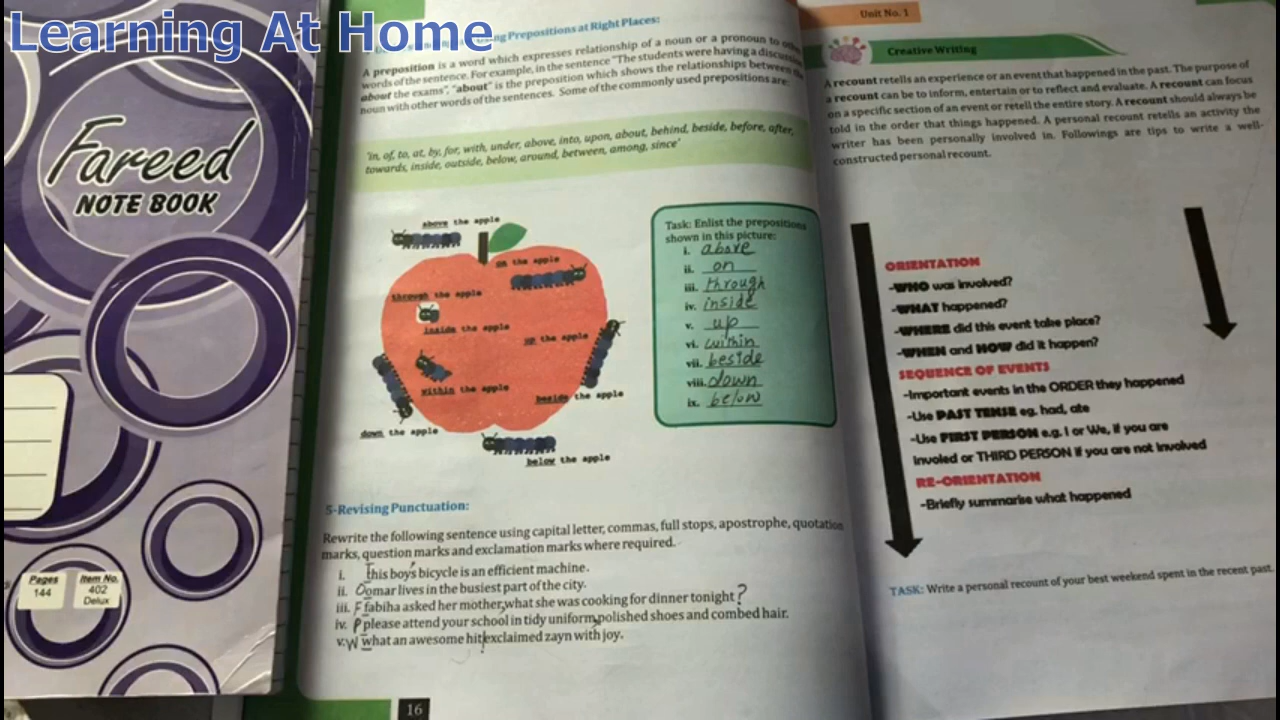 Learning At Home
Fareed
NOTE BOOK
Pages
144
Item No.
402
Delux
Prepositions at Right Places:
A preposition is a word which expresses relationship of a noun or a pronoun to
words of the sentence. For example, in the sentence "The students were having a
about the exams", "about" is the preposition which shows the relationships between
noun with other words of the sentences. Some of the commonly used prepositions are:
'in, of, to, at, by, for, with, under, above, into, upon, about, behind, beside, before, after,
towards, inside, outside, below, around, between, among, since'
above the apple
on the apple
through the apple
inside the apple
up the apple
within the apple
beside the apple
down the apple
below the apple
Task: Enlist the prepositions
shown in this picture:
i. above
ii. on
iii. through
iv. inside
v. up
vi. within
vii. beside
viii. down
ix. below
5-Revising Punctuation:
Rewrite the following sentence using capital letter, commas, full stops, apostrophe, quotation
marks, question marks and exclamation marks where required.
i. this boy's bicycle is an efficient machine.
ii. O omar lives in the busiest part of the city.
iii. F fabiha asked her mother, what she was cooking for dinner tonight?
iv. P please attend your school in tidy uniform, polished shoes and combed hair.
v. W what an awesome hit! exclaimed zayn with joy.
16
Unit No. 1
Creative Writing
A recount retells an experience or an event that happened in the past. The purpose of
a recount can be to inform, entertain or to reflect and evaluate. A recount can focus
on a specific section of an event or retell the entire story. A recount should always be
told in the order that things happened. A personal recount retells an activity the
writer has been personally involved in. Followings are tips to write a well-
constructed personal recount.
ORIENTATION
-WHO was involved?
-WHAT happened?
-WHERE did this event take place?
-WHEN and HOW did it happen?
SEQUENCE OF EVENTS
-Important events in the ORDER they happened
-Use PAST TENSE eg. had, ate
-Use FIRST PERSON e.g. I or We, if you are
involed or THIRD PERSON if you are not involved
RE-ORIENTATION
-Briefly summarise what happened
TASK: Write a personal recount of your best weekend spent in the recent past.